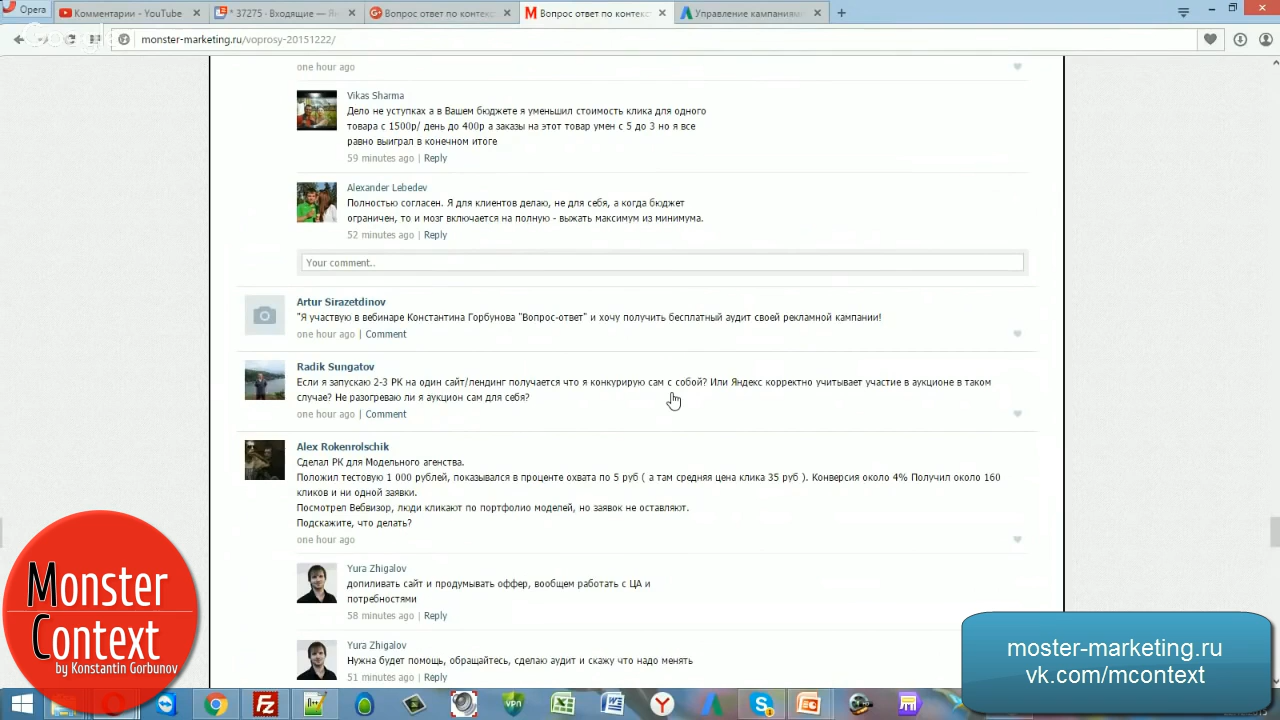 Opera
Комментарии - YouTube
* 37275 - Входящие — Ян
Вопрос ответ по контекс
Вопрос ответ по контекс
Управление кампаниям
monster-marketing.ru/voprosy-20151222/
one hour ago
Vikas Sharma
Дело не уступках а в Вашем бюджете я уменьшил стоимость клика для одного
товара с 1500р/ день до 400р а заказы на этот товар умен с 5 до 3 но я все
равно выиграл в конечном итоге
59 minutes ago | Reply
Alexander Lebedev
Полностью согласен. Я для клиентов делаю, не для себя, а когда бюджет
ограничен, то и мозг включается на полную - выжать максимум из минимума.
52 minutes ago | Reply
Your comment..
Artur Sirazetdinov
"Я участвую в вебинаре Константина Горбунова "Вопрос-ответ" и хочу получить бесплатный аудит своей рекламной кампании!
one hour ago | Comment
Radik Sungatov
Если я запускаю 2-3 РК на один сайт/лендинг получается что я конкурирую сам с собой? Или Яндекс корректно учитывает участие в аукционе в таком
случае? Не разогреваю ли я аукцион сам для себя?
one hour ago | Comment
Alex Rokenrolschik
Сделал РК для Модельного агенства.
Положил тестовую 1 000 рублей, показывался в проценте охвата по 5 руб ( а там средняя цена клика 35 руб ). Конверсия около 4% Получил около 160
кликов и ни одной заявки.
Посмотрел Вебвизор, люди кликают по портфолио моделей, но заявок не оставляют.
Подскажите, что делать?
one hour ago
Yura Zhigalov
допиливать сайт и продумывать оффер, вообщем работать с ЦА и
потребностями
58 minutes ago | Reply
Yura Zhigalov
Нужна будет помощь, обращайтесь, сделаю аудит и скажу что надо менять
51 minutes ago | Reply
Monster
Context
by Konstantin Gorbunov
moster-marketing.ru
vk.com/mcontext